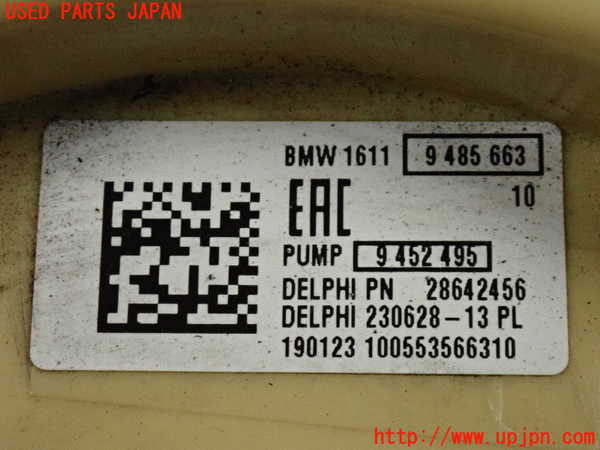 USED PARTS JAPAN
BMW 1611 9 485 663
10
EAC
PUMP 9 452 495
DELPHI PN 28642456
DELPHI 230628-13 PL
190123 100553566310
http://www.upjpn.com/